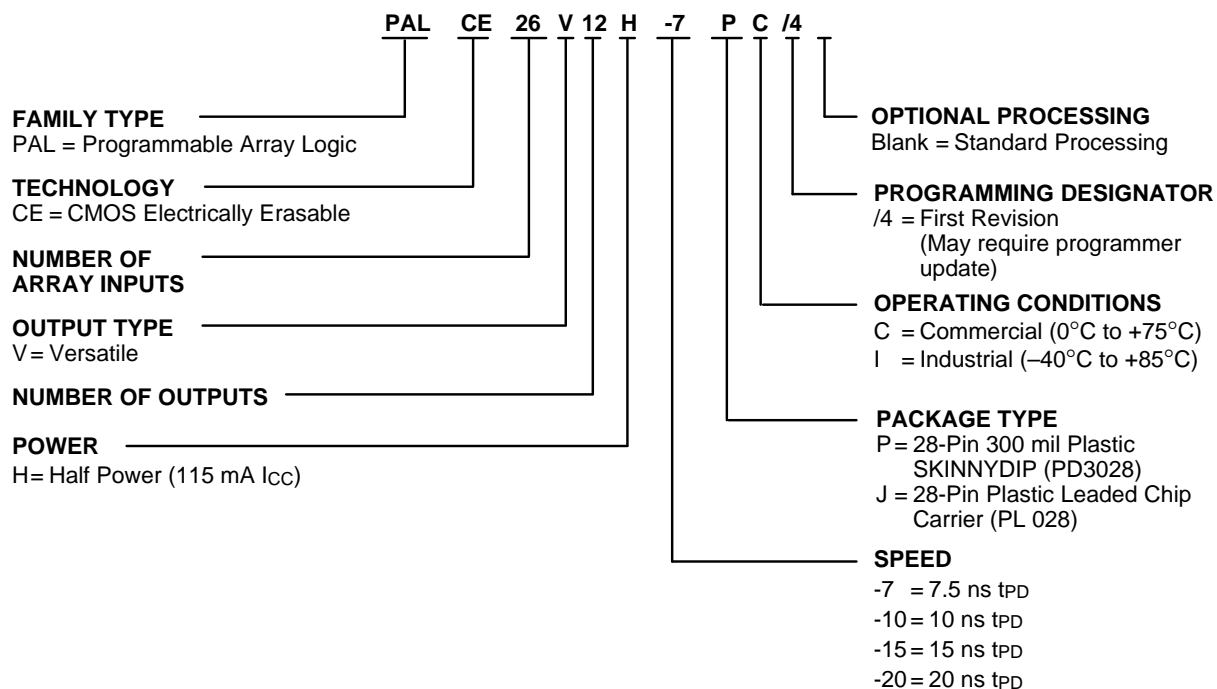 PAL CE 26 V 12 H -7 P C /4
FAMILY TYPE
PAL = Programmable Array Logic
TECHNOLOGY
CE = CMOS Electrically Erasable
NUMBER OF
ARRAY INPUTS
OUTPUT TYPE
V = Versatile
NUMBER OF OUTPUTS
POWER
H = Half Power (115 mA ICC)
OPTIONAL PROCESSING
Blank = Standard Processing
PROGRAMMING DESIGNATOR
/4 = First Revision
(May require programmer
update)
OPERATING CONDITIONS
C = Commercial (0°C to +75°C)
I = Industrial (–40°C to +85°C)
PACKAGE TYPE
P = 28-Pin 300 mil Plastic
SKINNYDIP (PD3028)
J = 28-Pin Plastic Leaded Chip
Carrier (PL 028)
SPEED
-7 = 7.5 ns tPD
-10 = 10 ns tPD
-15 = 15 ns tPD
-20 = 20 ns tPD